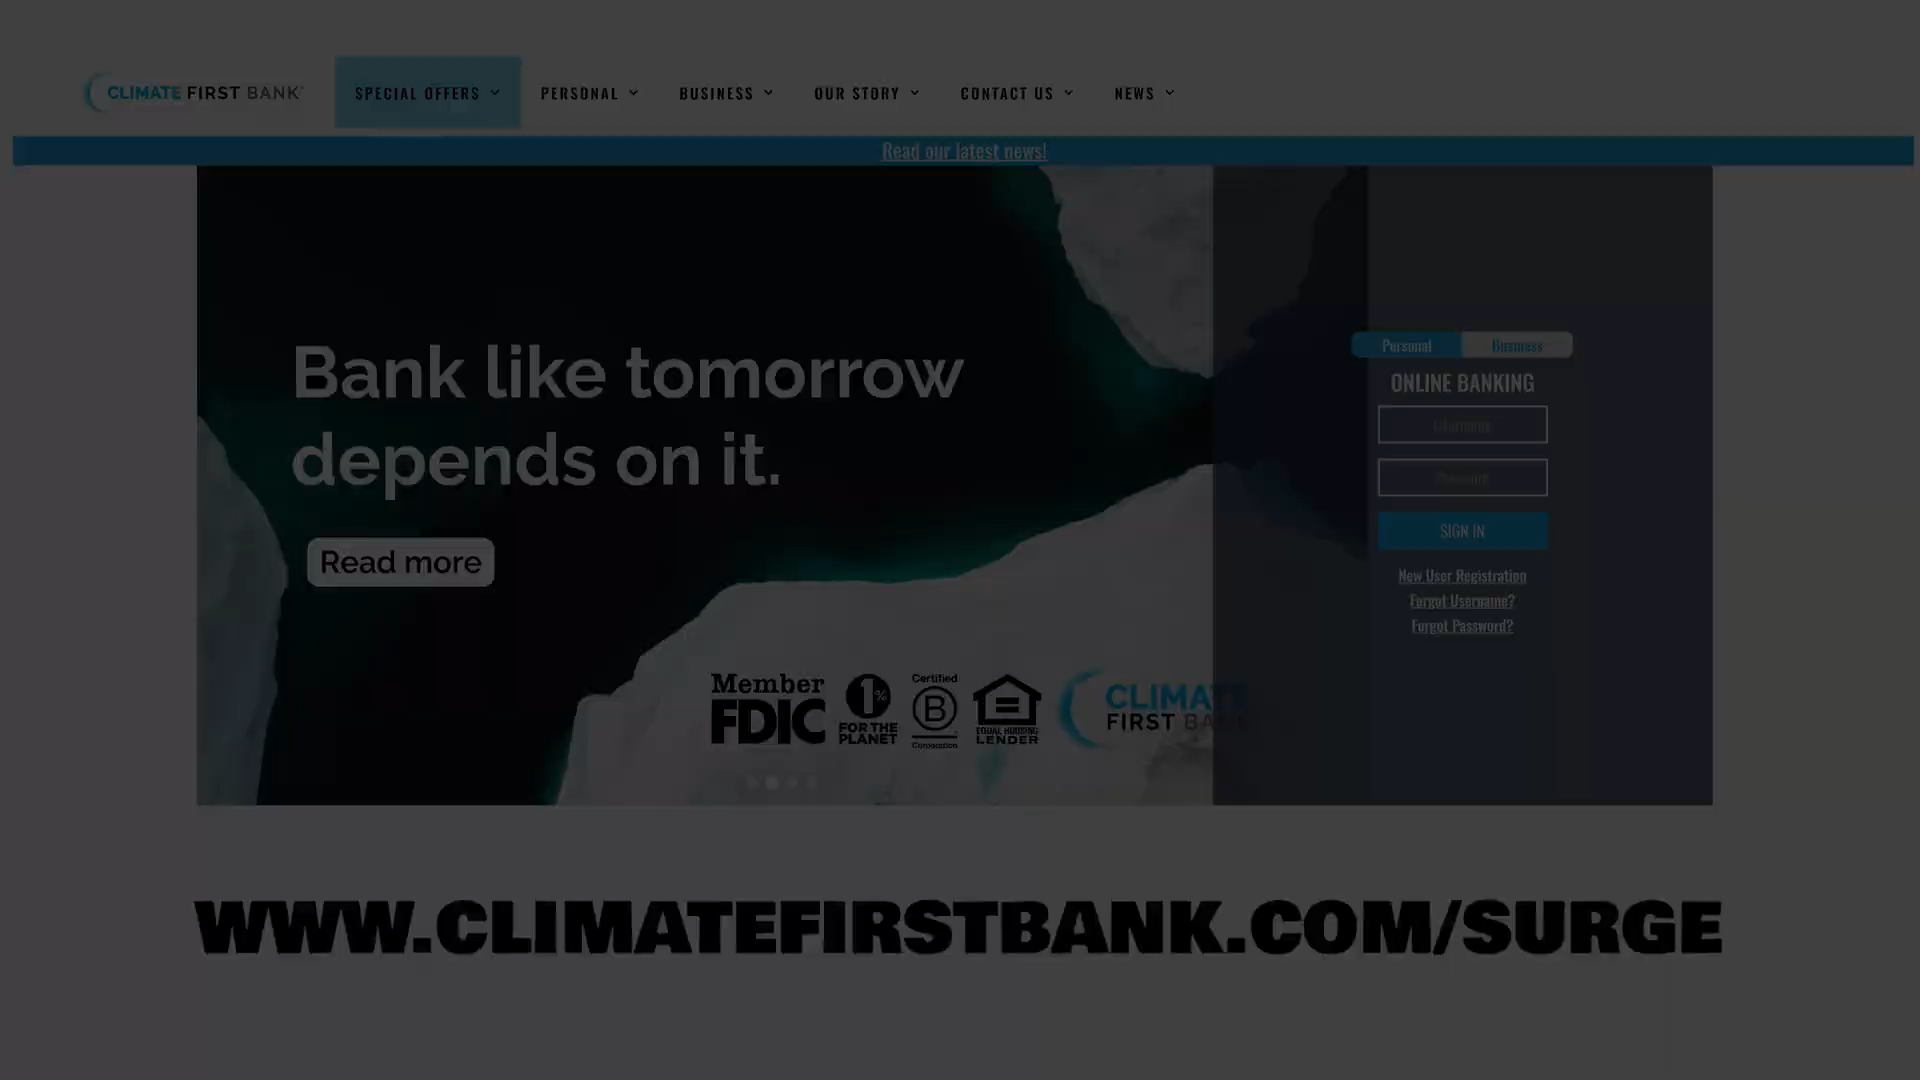 CLIMATE FIRST BANK
SPECIAL OFFERS
PERSONAL
BUSINESS
OUR STORY
CONTACT US
NEWS
Read our latest news!
Bank like tomorrow
depends on it.
Read more
Personal
Business
ONLINE BANKING
Username
Password
SIGN IN
New User Registration
Forgot Username?
Forgot Password?
Member
FDIC
1%
FOR THE
PLANET
Certified
B
Corporation
EQUAL HOUSING
LENDER
CLIMATE
FIRST BANK
WWW.CLIMATEFIRSTBANK.COM/SURGE